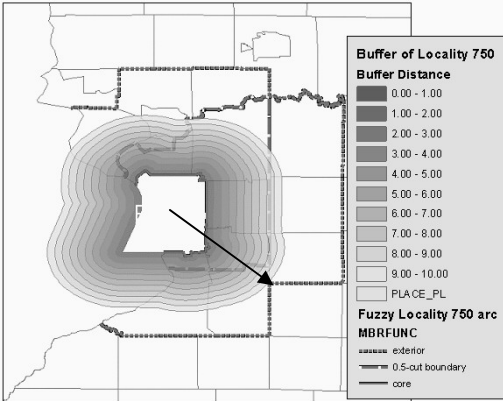 Buffer of Locality 750
Buffer Distance
0.00 - 1.00
1.00 - 2.00
2.00 - 3.00
3.00 - 4.00
4.00 - 5.00
5.00 - 6.00
6.00 - 7.00
7.00 - 8.00
8.00 - 9.00
9.00 - 10.00
PLACE_PL
Fuzzy Locality 750 arc
MBRFUNC
exterior
0.5-cut boundary
core